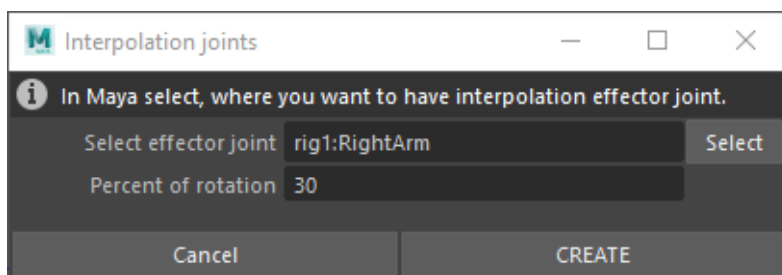 Interpolation joints
In Maya select, where you want to have interpolation effector joint.
Select effector joint rig1:RightArm Select
Percent of rotation 30
Cancel CREATE